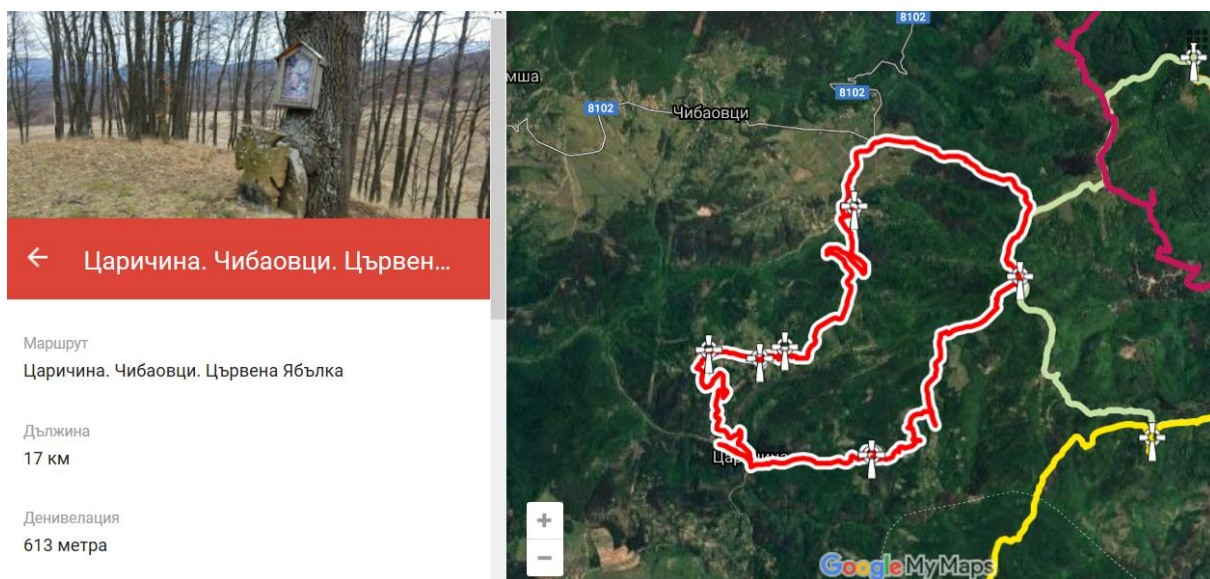 ← Царичина. Чибаовци. Цървен...
Маршрут
Царичина. Чибаовци. Цървена Ябълка
Дължина
17 км
Денивелация
613 метра
8102
мша
8102
8102
Чибаовци
+
−
Google My Maps